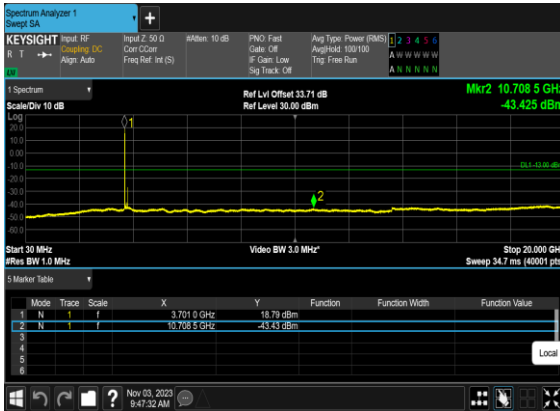 Spectrum Analyzer 1
Swept SA
+
KEYSIGHT Input: RF Input Z: 50 Ω #Atten: 10 dB PNO: Fast Avg Type: Power (RMS) 1 2 3 4 5 6
R T Coupling: DC Corr CCorr Gate: Off Avg|Hold: 100/100 A W W W W W
Align: Auto Freq Ref: Int (S) IF Gain: Low Trig: Free Run
Sig Track: Off A N N N N N
1 Spectrum
Ref Lvl Offset 33.71 dB Mkr2 10.708 5 GHz
Scale/Div 10 dB Ref Level 30.00 dBm -43.425 dBm
Log
20.0 1
10.0
0.00
-10.0 DL1 -13.00 dBm
-20.0
-30.0
-40.0 2
-50.0
-60.0
Start 30 MHz Video BW 3.0 MHz* Stop 20.000 GH
#Res BW 1.0 MHz Sweep 34.7 ms (40001 pts
5 Marker Table
Mode Trace Scale X Y Function Function Width Function Value
1 N 1 f 3.701 0 GHz 18.79 dBm
2 N 1 f 10.708 5 GHz -43.43 dBm
3
4
5
6
Local
?
Nov 03, 2023
9:47:32 AM